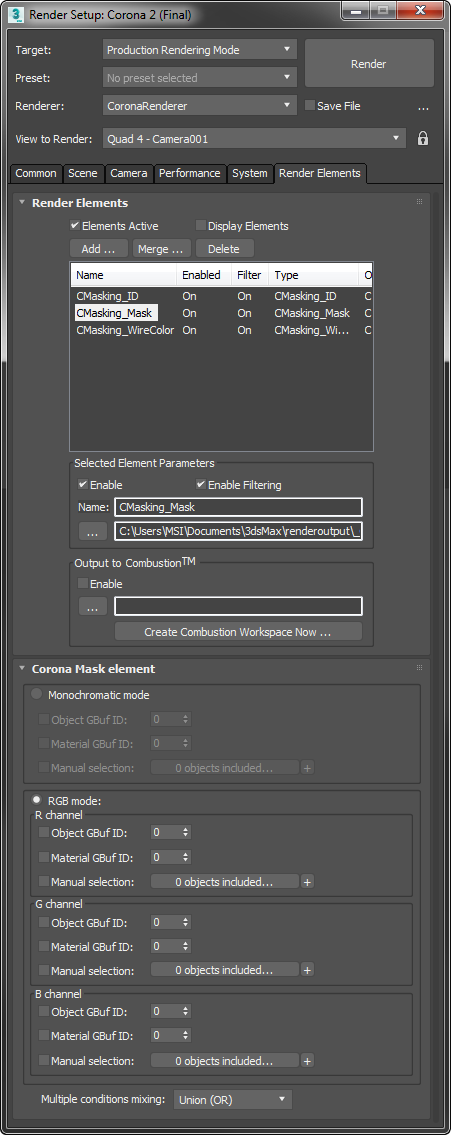 3 Render Setup: Corona 2 (Final)
Target: Production Rendering Mode
Render
Preset: No preset selected
Renderer: CoronaRenderer Save File ...
View to Render: Quad 4 - Camera001
Common Scene Camera Performance System Render Elements
Render Elements
Elements Active Display Elements
Add ... Merge ... Delete
Name Enabled Filter Type O
CMasking_ID On On CMasking_ID C
CMasking_Mask On On CMasking_Mask C
CMasking_WireColor On On CMasking_Wi... C
Selected Element Parameters
Enable Enable Filtering
Name: CMasking_Mask
... C:\Users\MSI\Documents\3dsMax\renderoutput\_
Output to Combustion™
Enable
...
Create Combustion Workspace Now ...
Corona Mask element
Monochromatic mode
Object GBuf ID: 0
Material GBuf ID: 0
Manual selection: 0 objects included... +
RGB mode:
R channel
Object GBuf ID: 0
Material GBuf ID: 0
Manual selection: 0 objects included... +
G channel
Object GBuf ID: 0
Material GBuf ID: 0
Manual selection: 0 objects included... +
B channel
Object GBuf ID: 0
Material GBuf ID: 0
Manual selection: 0 objects included... +
Multiple conditions mixing: Union (OR)